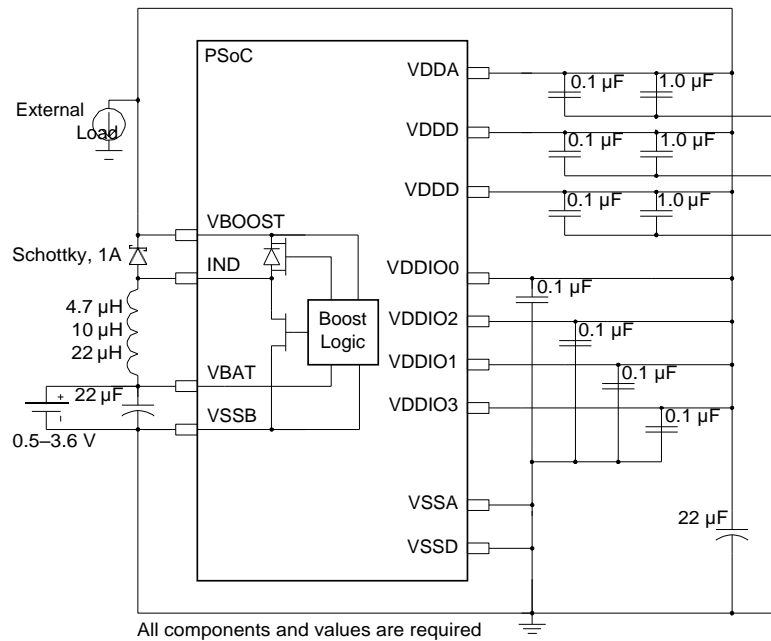 PSoC
VDDA
0.1 µF
1.0 µF
External
Load
VDDD
0.1 µF
1.0 µF
VDDD
0.1 µF
1.0 µF
VBOOST
Schottky, 1A
IND
VDDIO0
0.1 µF
4.7 µH
10 µH
22 µH
Boost
Logic
VDDIO2
0.1 µF
VDDIO1
0.1 µF
VBAT
22 µF
VDDIO3
0.1 µF
+
VSSB
0.5–3.6 V
VSSA
22 µF
VSSD
All components and values are required